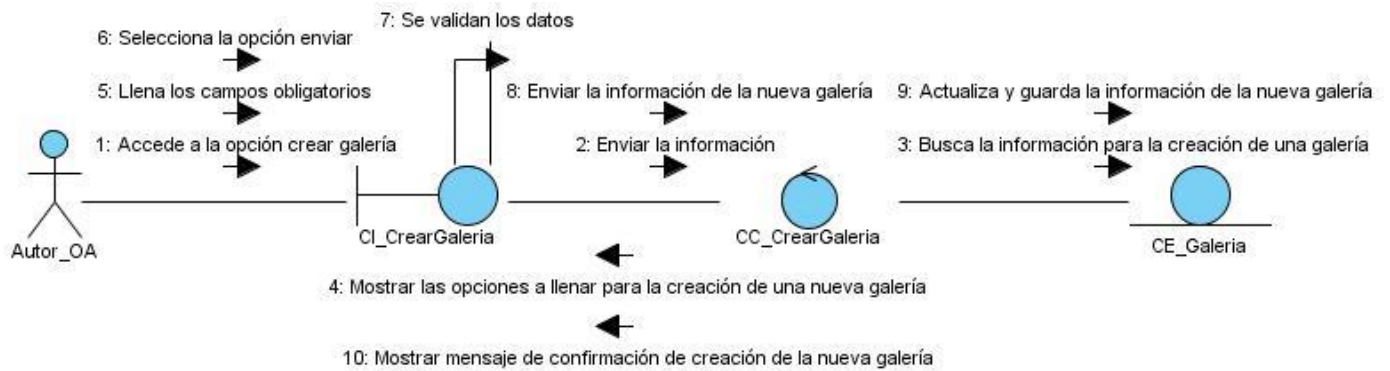 7: Se validan los datos
6: Selecciona la opción enviar
5: Llena los campos obligatorios
8: Enviar la información de la nueva galería
9: Actualiza y guarda la información de la nueva galería
1: Accede a la opción crear galería
2: Enviar la información
3: Busca la información para la creación de una galería
Autor_OA
CI_CrearGaleria
CC_CrearGaleria
CE_Galeria
4: Mostrar las opciones a llenar para la creación de una nueva galería
10: Mostrar mensaje de confirmación de creación de la nueva galería